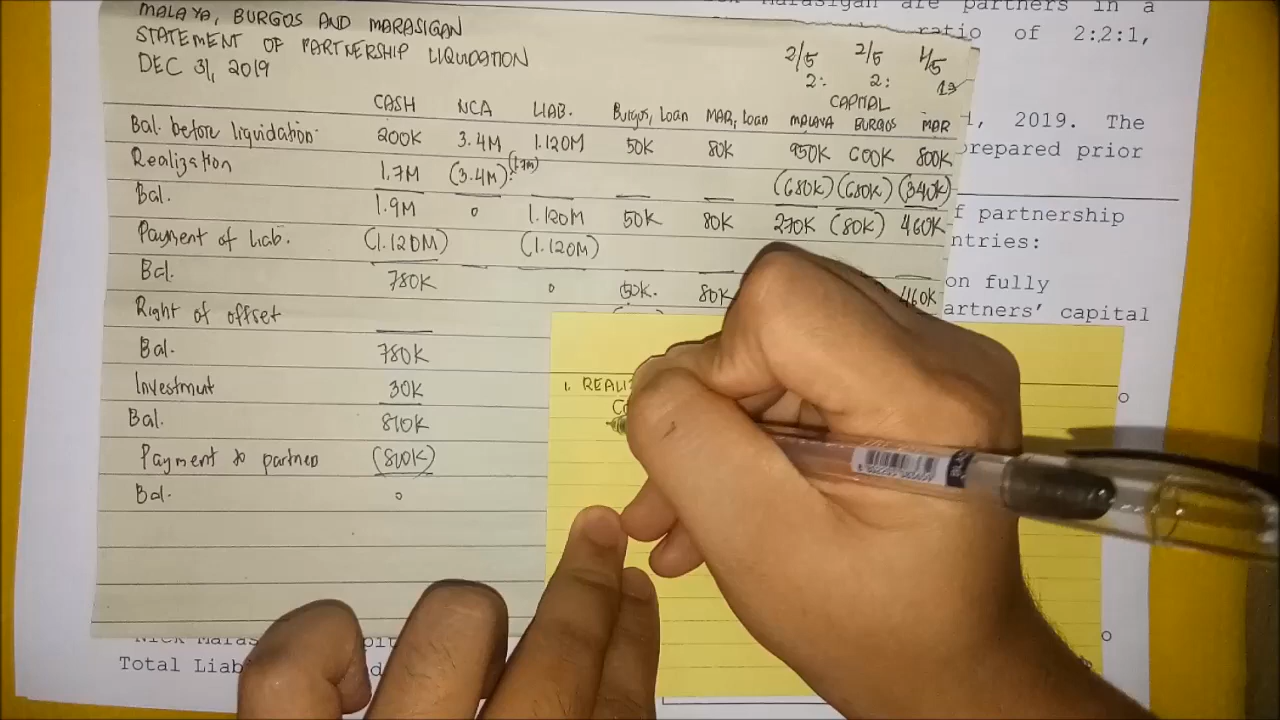 are partners in a
ratio of 2:2:1,
MALAYA, BURGOS AND MARASIGAN
STATEMENT OF PARTNERSHIP LIQUIDATION
DEC 31, 2019
2/5 2/5 1/5
2: 2: 1
CAPITAL
CASH NCA LIAB. Burgos, Loan MAR, Loan MALAYA BURGOS MAR
Bal. before liquidation 200K 3.4M 1.120M 50K 80K 950K 600K 800K
Realization 1.7M (3.4M) (1.7M) (680K) (680K) (340K)
Bal. 1.9M 0 1.120M 50K 80K 270K (80K) 460K
Payment of Liab. (1.120M) (1.120M)
Bal. 780K 0 50K. 80K 460K
Right of offset
Bal. 780K
Investment 30K
Bal. 810K
Payment to partners (810K)
Bal. 0
1, 2019. The
prepared prior
f partnership
ntries:
on fully
artners' capital
1. REALIZ
Total Liab